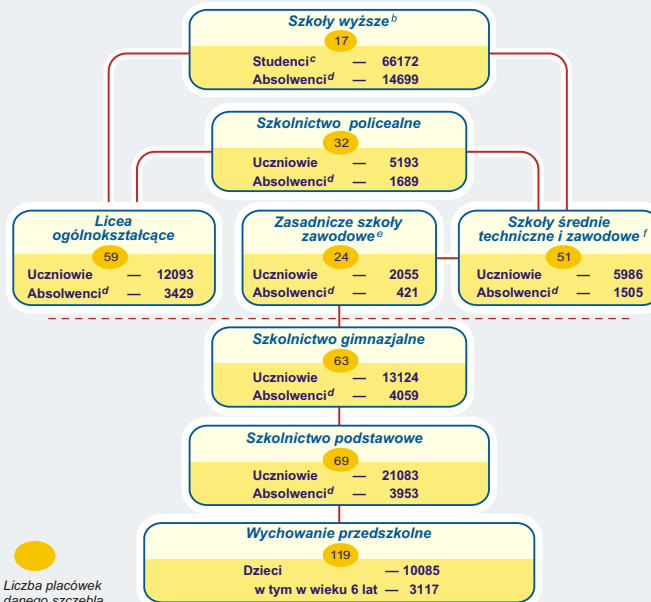 Szkoły wyższe b
17
Studenci c — 66172
Absolwenci d — 14699
Szkolnictwo policealne
32
Uczniowie — 5193
Absolwenci d — 1689
Licea
ogólnokształcące
59
Uczniowie — 12093
Absolwenci d — 3429
Zasadnicze szkoły
zawodowe e
24
Uczniowie — 2055
Absolwenci d — 421
Szkoły średnie
techniczne i zawodowe f
51
Uczniowie — 5986
Absolwenci d — 1505
Szkolnictwo gimnazjalne
63
Uczniowie — 13124
Absolwenci d — 4059
Szkolnictwo podstawowe
69
Uczniowie — 21083
Absolwenci d — 3953
Wychowanie przedszkolne
119
Dzieci — 10085
w tym w wieku 6 lat — 3117
Liczba placówek
danego szczebla